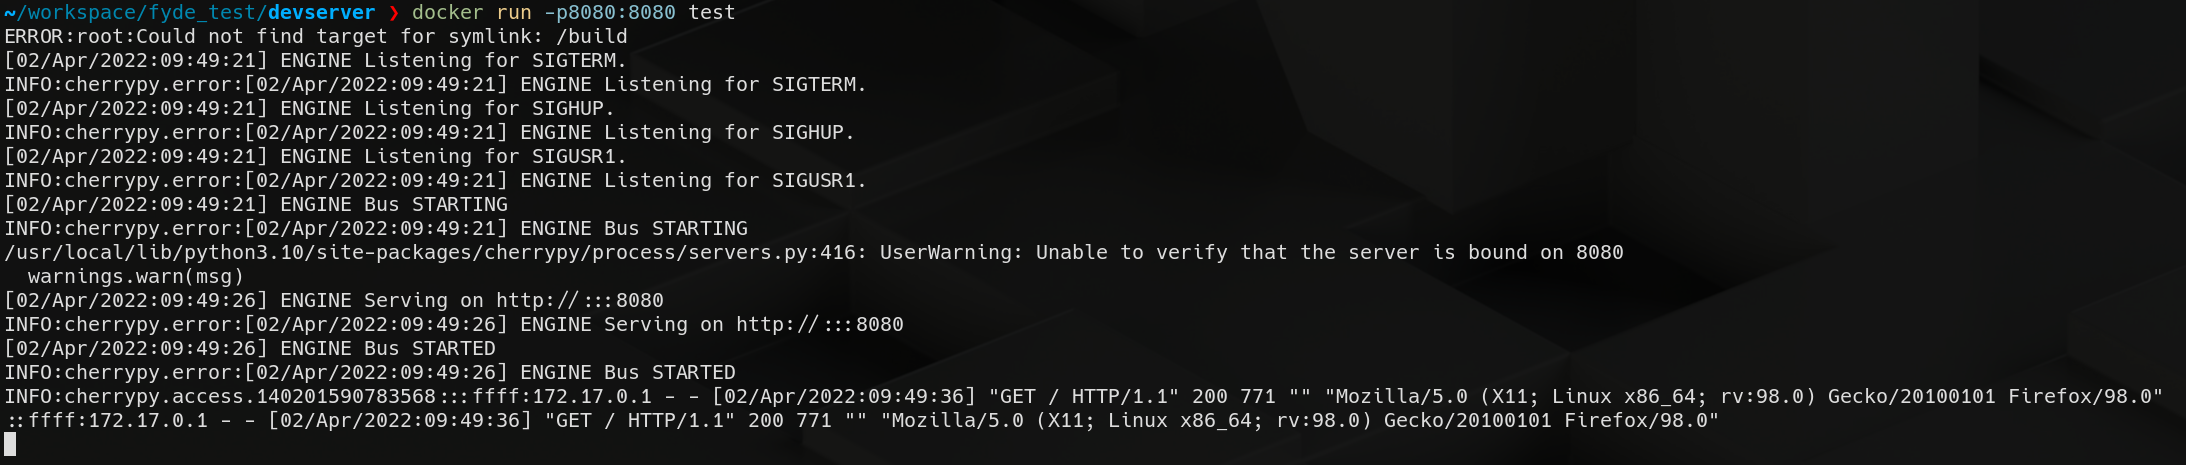 ~/workspace/fyde_test/devserver ❯ docker run -p8080:8080 test
ERROR:root:Could not find target for symlink: /build
[02/Apr/2022:09:49:21] ENGINE Listening for SIGTERM.
INFO:cherrypy.error:[02/Apr/2022:09:49:21] ENGINE Listening for SIGTERM.
[02/Apr/2022:09:49:21] ENGINE Listening for SIGHUP.
INFO:cherrypy.error:[02/Apr/2022:09:49:21] ENGINE Listening for SIGHUP.
[02/Apr/2022:09:49:21] ENGINE Listening for SIGUSR1.
INFO:cherrypy.error:[02/Apr/2022:09:49:21] ENGINE Listening for SIGUSR1.
[02/Apr/2022:09:49:21] ENGINE Bus STARTING
INFO:cherrypy.error:[02/Apr/2022:09:49:21] ENGINE Bus STARTING
/usr/local/lib/python3.10/site-packages/cherrypy/process/servers.py:416: UserWarning: Unable to verify that the server is bound on 8080
  warnings.warn(msg)
[02/Apr/2022:09:49:26] ENGINE Serving on http://:::8080
INFO:cherrypy.error:[02/Apr/2022:09:49:26] ENGINE Serving on http://:::8080
[02/Apr/2022:09:49:26] ENGINE Bus STARTED
INFO:cherrypy.error:[02/Apr/2022:09:49:26] ENGINE Bus STARTED
INFO:cherrypy.access.140201590783568:::ffff:172.17.0.1 - - [02/Apr/2022:09:49:36] "GET / HTTP/1.1" 200 771 "" "Mozilla/5.0 (X11; Linux x86_64; rv:98.0) Gecko/20100101 Firefox/98.0"
::ffff:172.17.0.1 - - [02/Apr/2022:09:49:36] "GET / HTTP/1.1" 200 771 "" "Mozilla/5.0 (X11; Linux x86_64; rv:98.0) Gecko/20100101 Firefox/98.0"